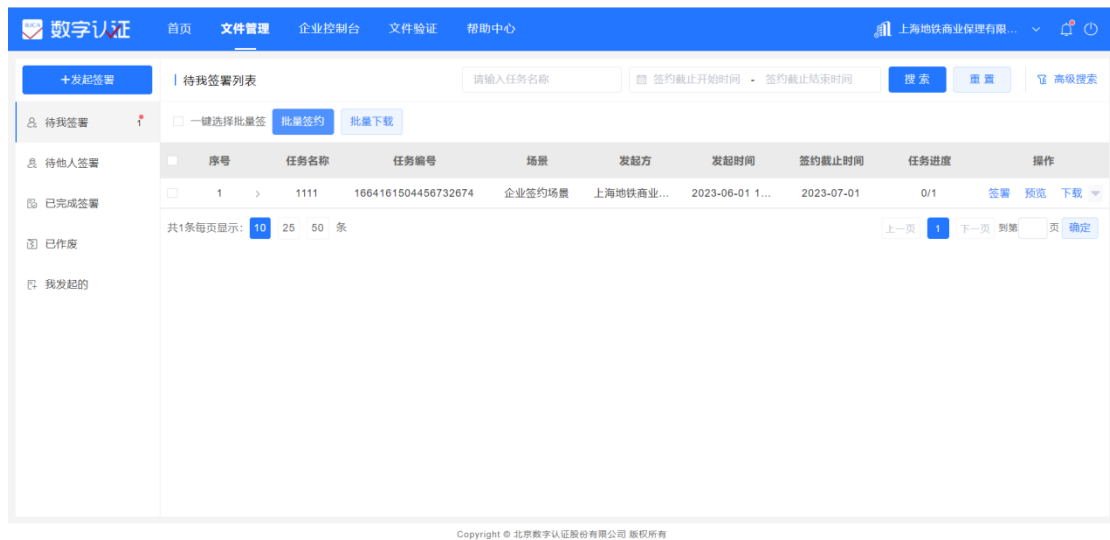 BJCA 数字认证 首页 文件管理 企业控制台 文件验证 帮助中心 上海地铁商业保理有限...
+发起签署 待我签署列表 请输入任务名称 签约截止开始时间 - 签约截止结束时间 搜索 重置 高级搜索
待我签署 1 一键选择批量签 批量签约 批量下载
待他人签署 序号 任务名称 任务编号 场景 发起方 发起时间 签约截止时间 任务进度 操作
1 > 1111 1664161504456732674 企业签约场景 上海地铁商业... 2023-06-01 1... 2023-07-01 0/1 签署 预览 下载
已完成签署
共1条每页显示: 10 25 50 条 上一页 1 下一页 到第 页 确定
已作废
我发起的
Copyright © 北京数字认证股份有限公司 版权所有